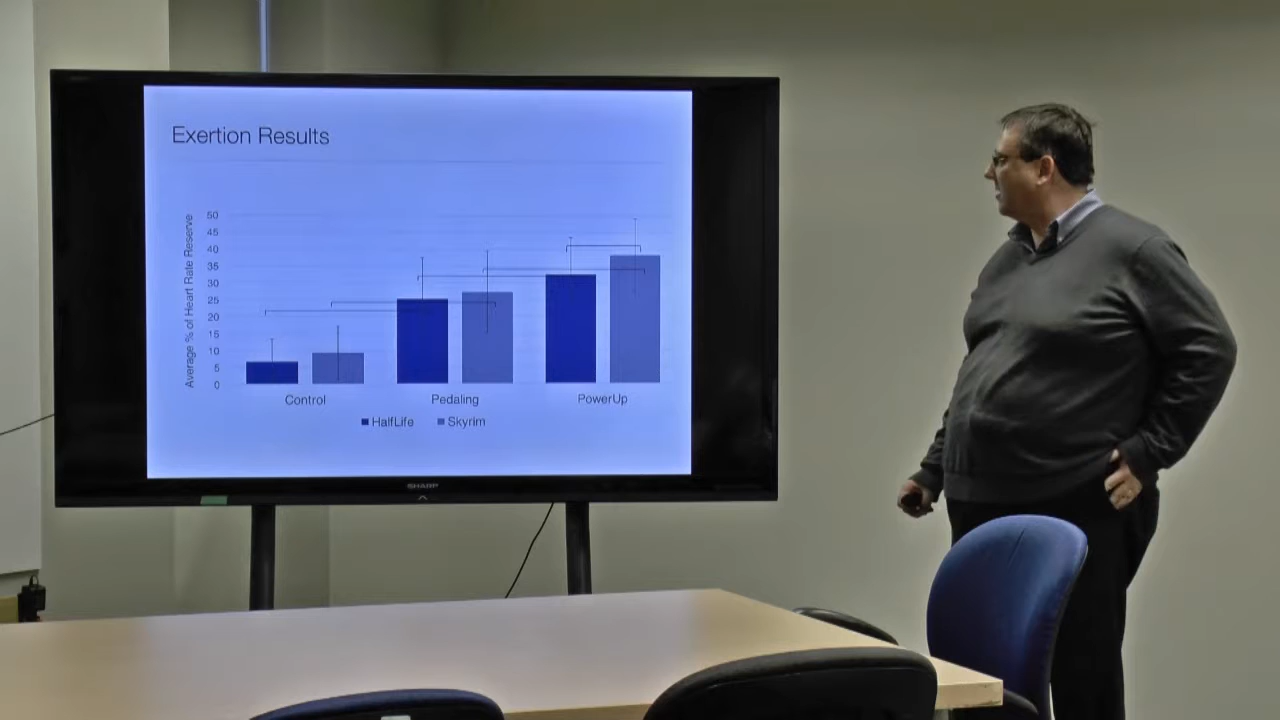 Exertion Results
Average % of Heart Rate Reserve
50
45
40
35
30
25
20
15
10
5
0
Control Pedaling PowerUp
HalfLife Skyrim
SHARP